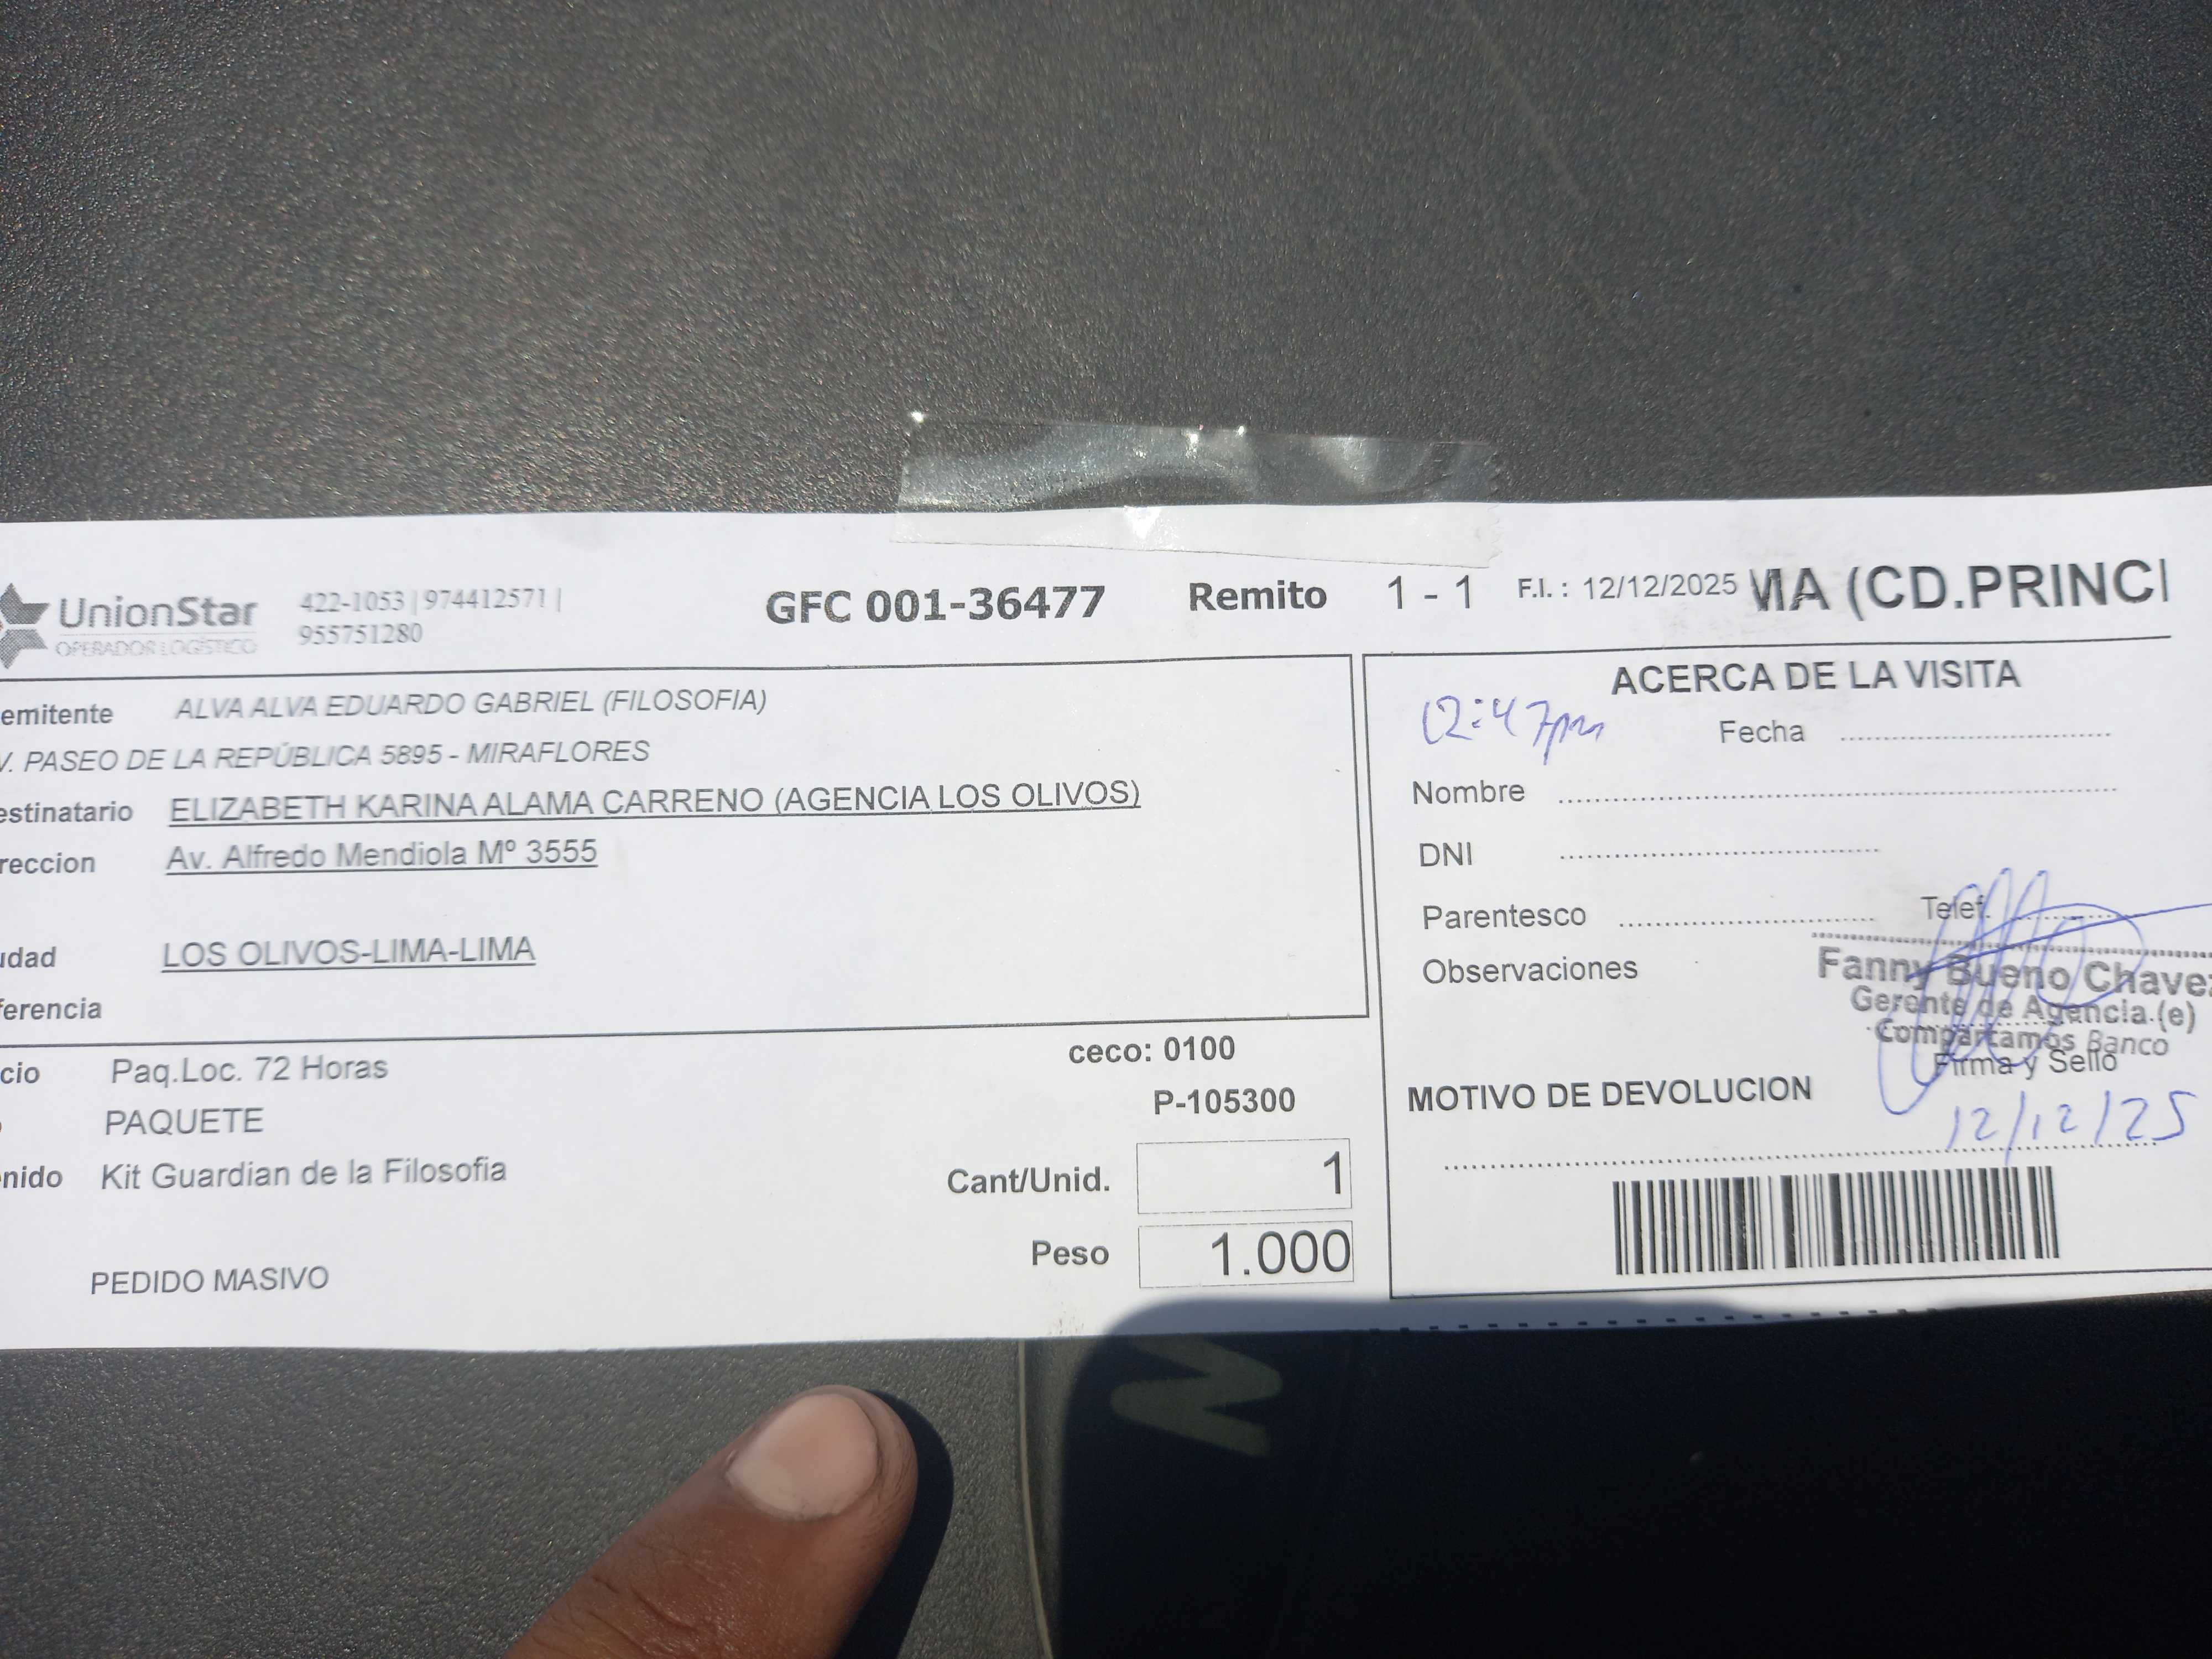 UnionStar
OPERADOR LOGÍSTICO
422-1053 | 974412571 |
955751280
GFC 001-36477
Remito 1 - 1
F.I. : 12/12/2025
MA (CD.PRINCI
emitente ALVA ALVA EDUARDO GABRIEL (FILOSOFIA)
V. PASEO DE LA REPÚBLICA 5895 - MIRAFLORES
estinatario ELIZABETH KARINA ALAMA CARRENO (AGENCIA LOS OLIVOS)
reccion Av. Alfredo Mendiola Mº 3555
udad LOS OLIVOS-LIMA-LIMA
ferencia
cio Paq.Loc. 72 Horas
ceco: 0100
PAQUETE
P-105300
nido Kit Guardian de la Filosofia
Cant/Unid. 1
Peso 1.000
PEDIDO MASIVO
ACERCA DE LA VISITA
12:47pm
Fecha
Nombre
DNI
Parentesco Telef.
Observaciones
Fanny Bueno Chavez
Gerente de Agencia (e)
Compartamos Banco
Firma y Sello
MOTIVO DE DEVOLUCION
12/12/25